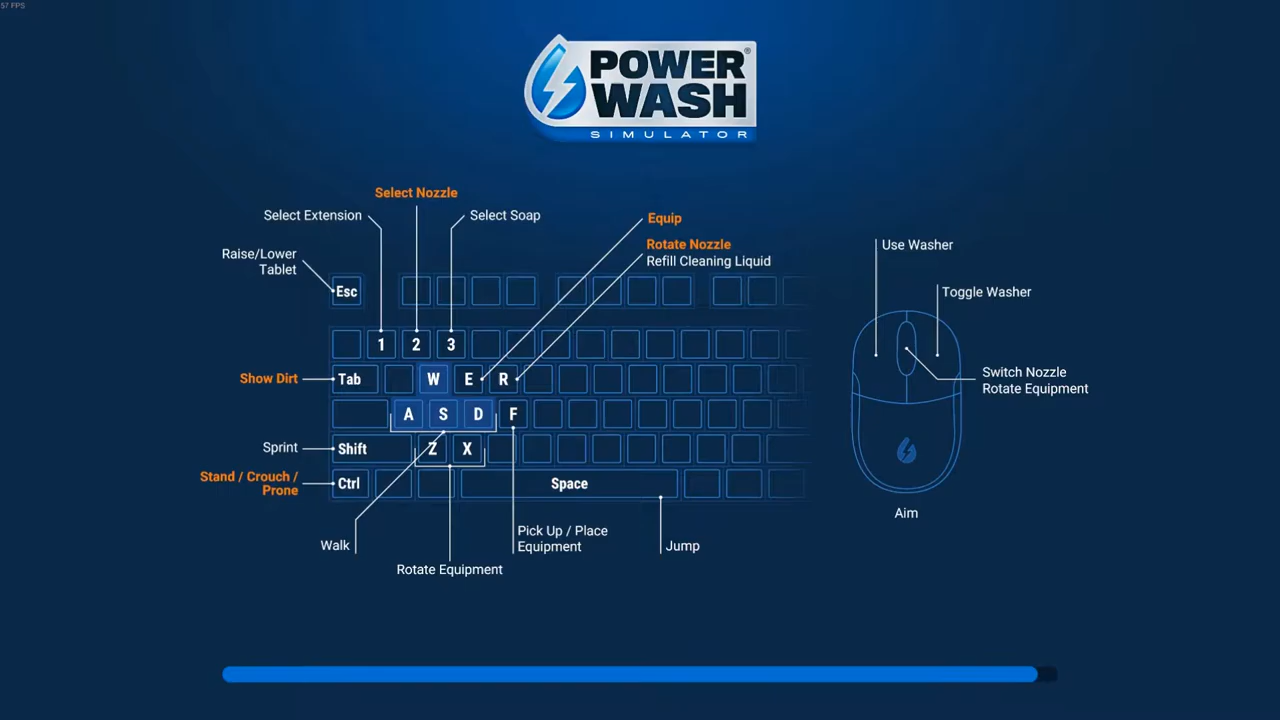 57 FPS
POWER
WASH
®
SIMULATOR
Select Nozzle
Select Extension
Select Soap
Equip
Rotate Nozzle
Refill Cleaning Liquid
Raise/Lower
Tablet
Use Washer
Toggle Washer
Esc
1 2 3
Show Dirt
Tab W E R
Switch Nozzle
Rotate Equipment
A S D F
Sprint
Shift Z X
Stand / Crouch /
Prone
Ctrl Space
Aim
Walk
Pick Up / Place
Equipment
Jump
Rotate Equipment